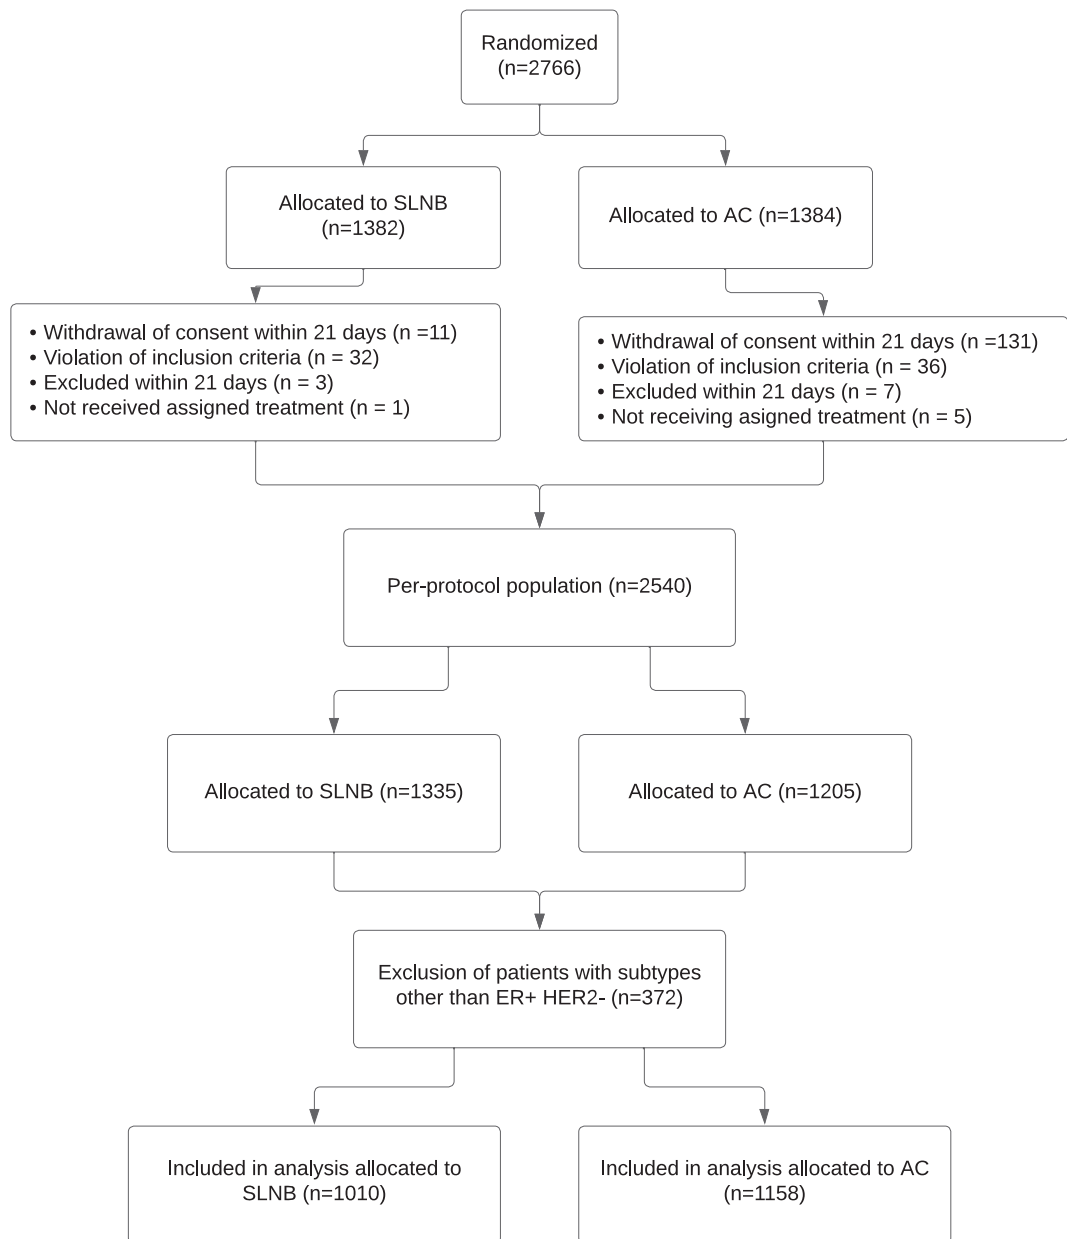 Randomized
(n=2766)
Allocated to SLNB
(n=1382)
Allocated to AC (n=1384)
• Withdrawal of consent within 21 days (n =11)
• Violation of inclusion criteria (n = 32)
• Excluded within 21 days (n = 3)
• Not received assigned treatment (n = 1)
• Withdrawal of consent within 21 days (n =131)
• Violation of inclusion criteria (n = 36)
• Excluded within 21 days (n = 7)
• Not receiving asigned treatment (n = 5)
Per-protocol population (n=2540)
Allocated to SLNB (n=1335)
Allocated to AC (n=1205)
Exclusion of patients with subtypes
other than ER+ HER2- (n=372)
Included in analysis allocated to
SLNB (n=1010)
Included in analysis allocated to AC
(n=1158)